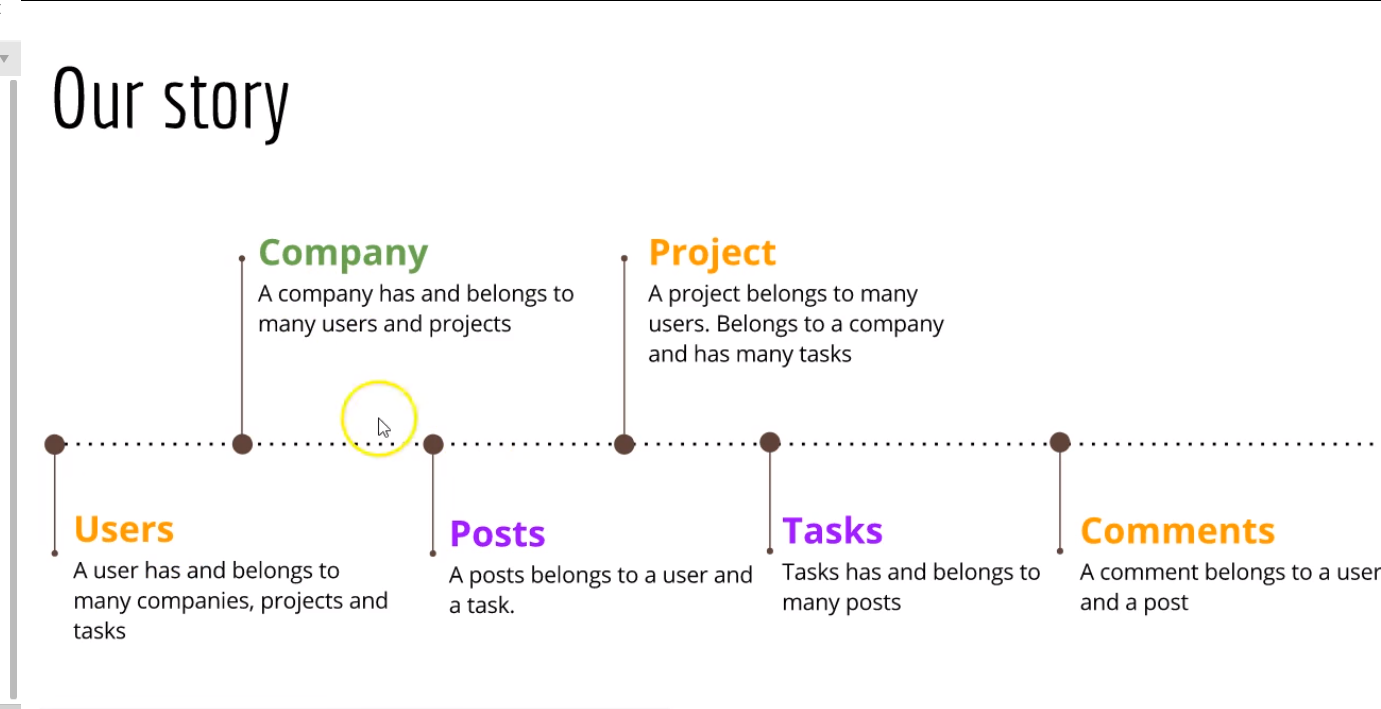 Our story
Company
A company has and belongs to
many users and projects
Project
A project belongs to many
users. Belongs to a company
and has many tasks
Users
A user has and belongs to
many companies, projects and
tasks
Posts
A posts belongs to a user and
a task.
Tasks
Tasks has and belongs to
many posts
Comments
A comment belongs to a user
and a post